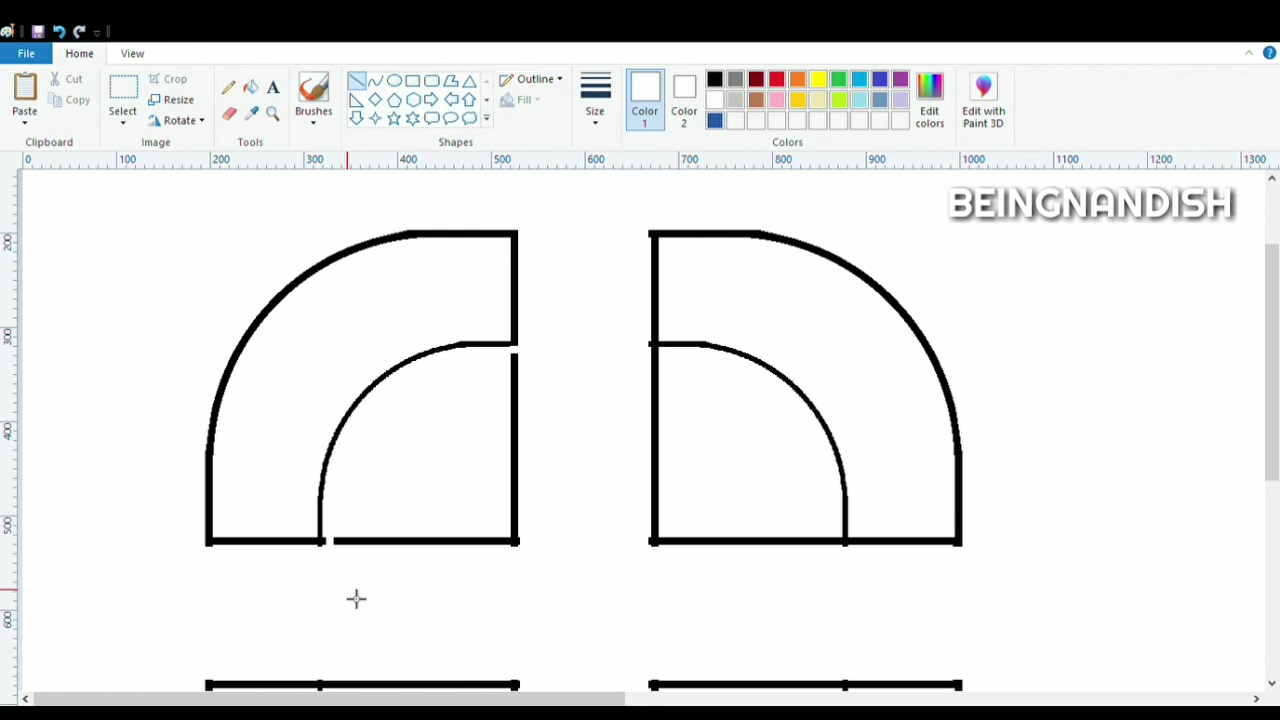 File Home View
Paste
Cut
Copy
Clipboard
Select
Crop
Resize
Rotate
Image
A
Tools
Brushes
Outline
Fill
Shapes
Size
Color
1
Color
2
Edit
colors
Edit with
Paint 3D
Colors
?
0 100 200 300 400 500 600 700 800 900 1000 1100 1200 1300
BEINGNANDISH
200
300
400
500
600